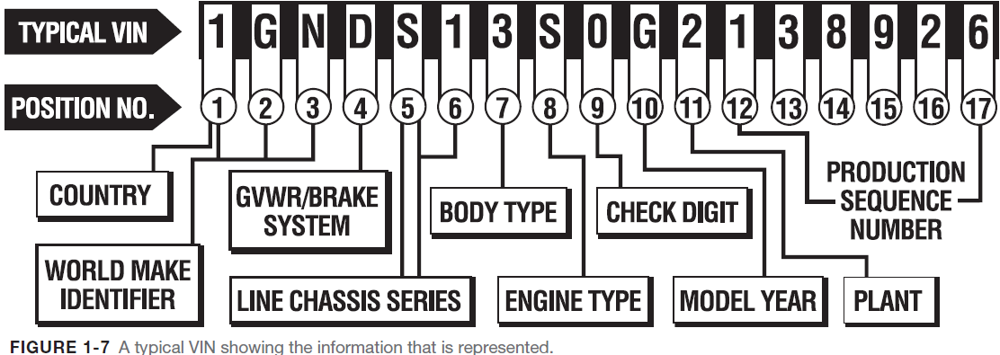 TYPICAL VIN 1 G N D S 1 3 S 0 G 2 1 3 8 9 2 6
POSITION NO. 1 2 3 4 5 6 7 8 9 10 11 12 13 14 15 16 17
COUNTRY
GVWR/BRAKE
SYSTEM
BODY TYPE
CHECK DIGIT
PRODUCTION
SEQUENCE
NUMBER
WORLD MAKE
IDENTIFIER
LINE CHASSIS SERIES
ENGINE TYPE
MODEL YEAR
PLANT
FIGURE 1-7 A typical VIN showing the information that is represented.